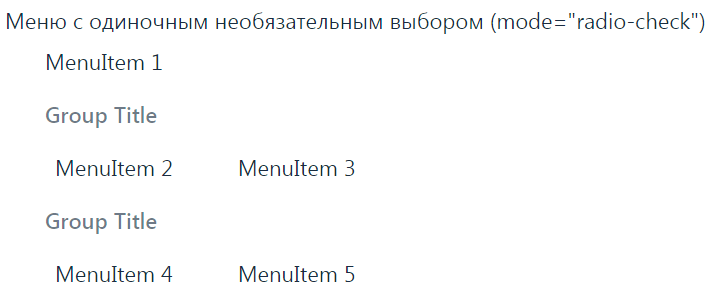 Меню с одиночным необязательным выбором (mode="radio-check")
MenuItem 1
Group Title
MenuItem 2 MenuItem 3
Group Title
MenuItem 4 MenuItem 5